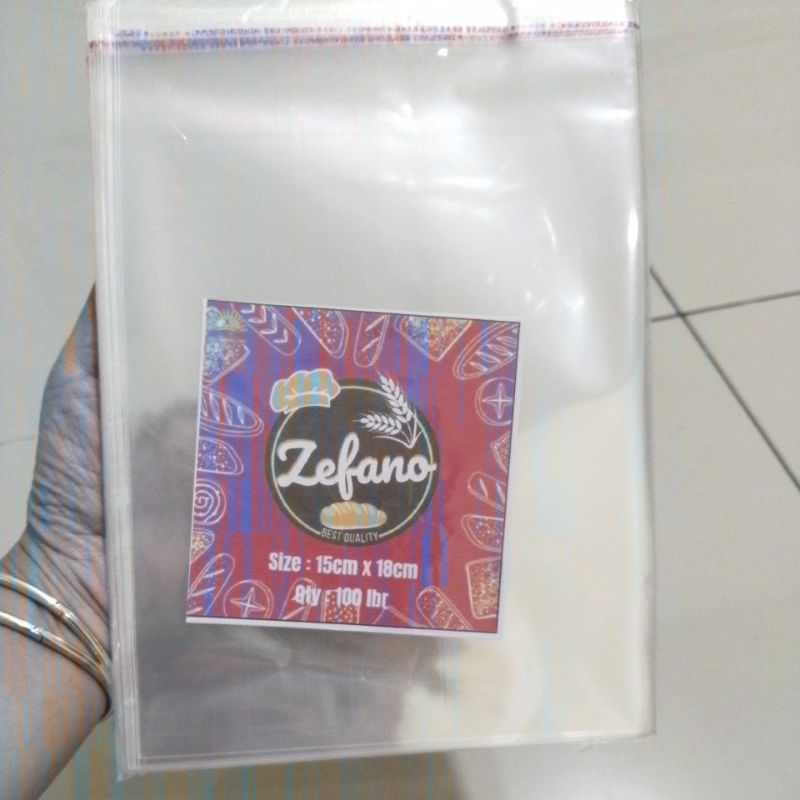 Zefano
BEST QUALITY
Size : 15cm x 18cm
Qty : 100 lbr